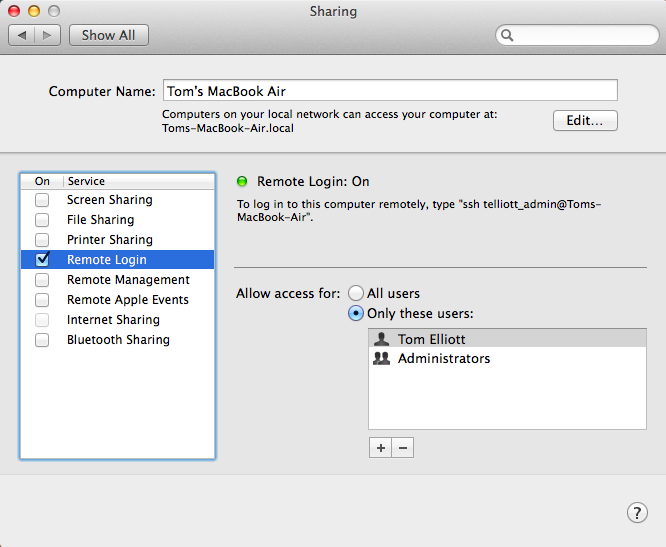 Sharing
Show All
Computer Name: Tom's MacBook Air
Computers on your local network can access your computer at:
Toms-MacBook-Air.local
Edit...
On Service
Screen Sharing
File Sharing
Printer Sharing
Remote Login
Remote Management
Remote Apple Events
Internet Sharing
Bluetooth Sharing
Remote Login: On
To log in to this computer remotely, type "ssh telliott_admin@Toms-
MacBook-Air".
Allow access for: All users
Only these users:
Tom Elliott
Administrators
+ −
?